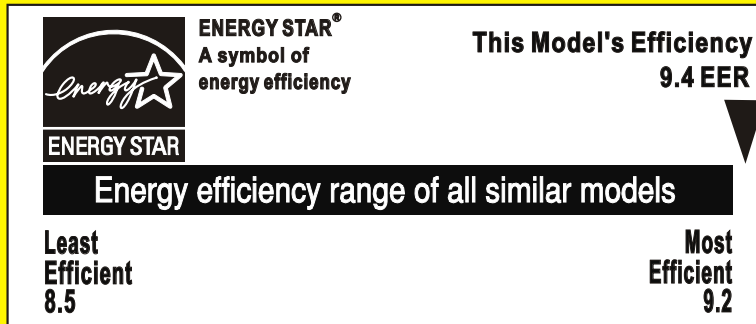 energy
ENERGY STAR
ENERGY STAR®
A symbol of
energy efficiency
This Model's Efficiency
9.4 EER
Energy efficiency range of all similar models
Least
Efficient
8.5
Most
Efficient
9.2